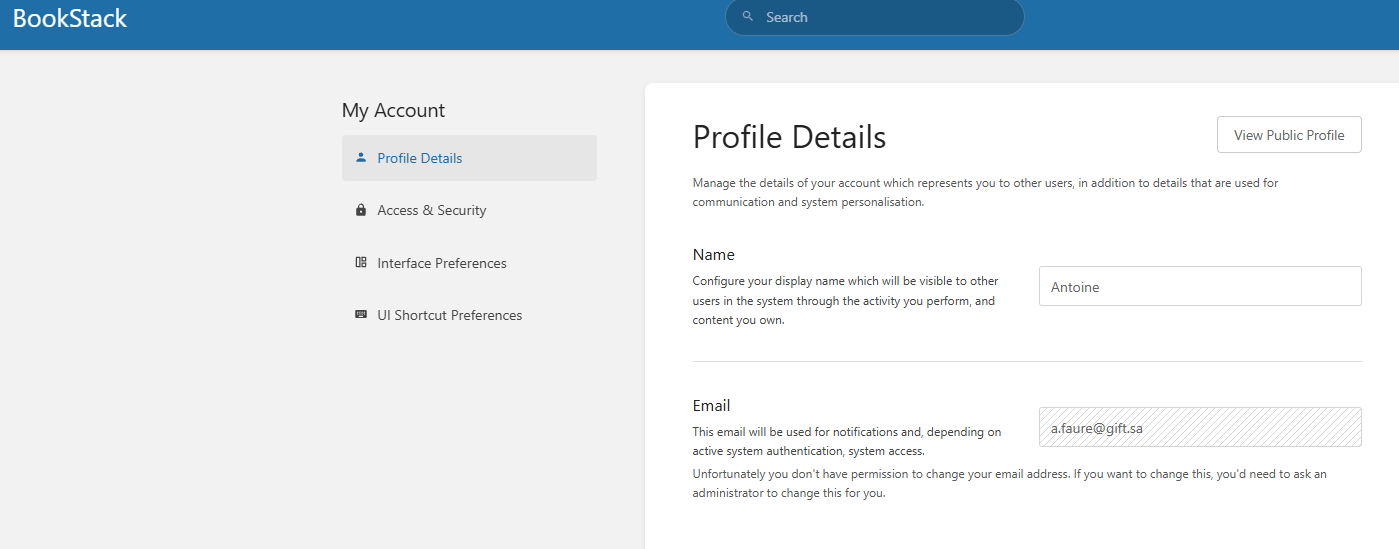 BookStack
Search
My Account
Profile Details
Access & Security
Interface Preferences
UI Shortcut Preferences
Profile Details
View Public Profile
Manage the details of your account which represents you to other users, in addition to details that are used for
communication and system personalisation.
Name
Configure your display name which will be visible to other
users in the system through the activity you perform, and
content you own.
Antoine
Email
This email will be used for notifications and, depending on
active system authentication, system access.
a.faure@gift.sa
Unfortunately you don't have permission to change your email address. If you want to change this, you'd need to ask an
administrator to change this for you.